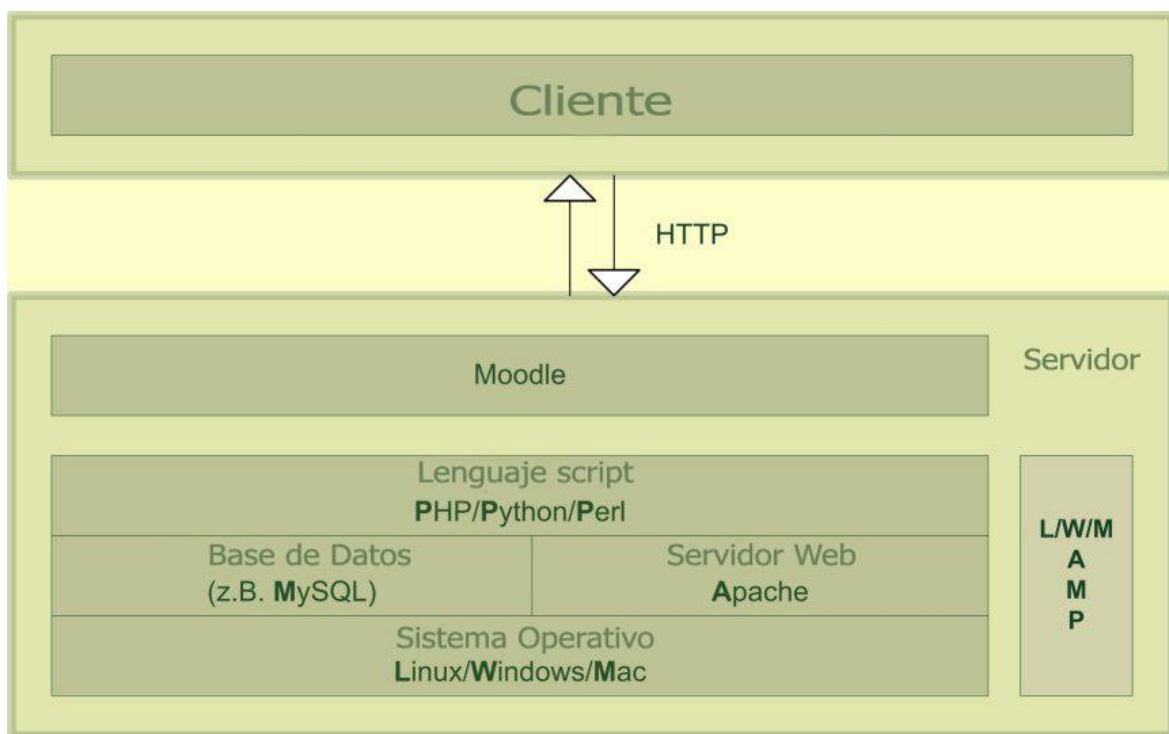 Cliente
HTTP
Servidor
Moodle
Lenguaje script
PHP/Python/Perl
Base de Datos
(z.B. MySQL)
Servidor Web
Apache
Sistema Operativo
Linux/Windows/Mac
L/W/M
A
M
P